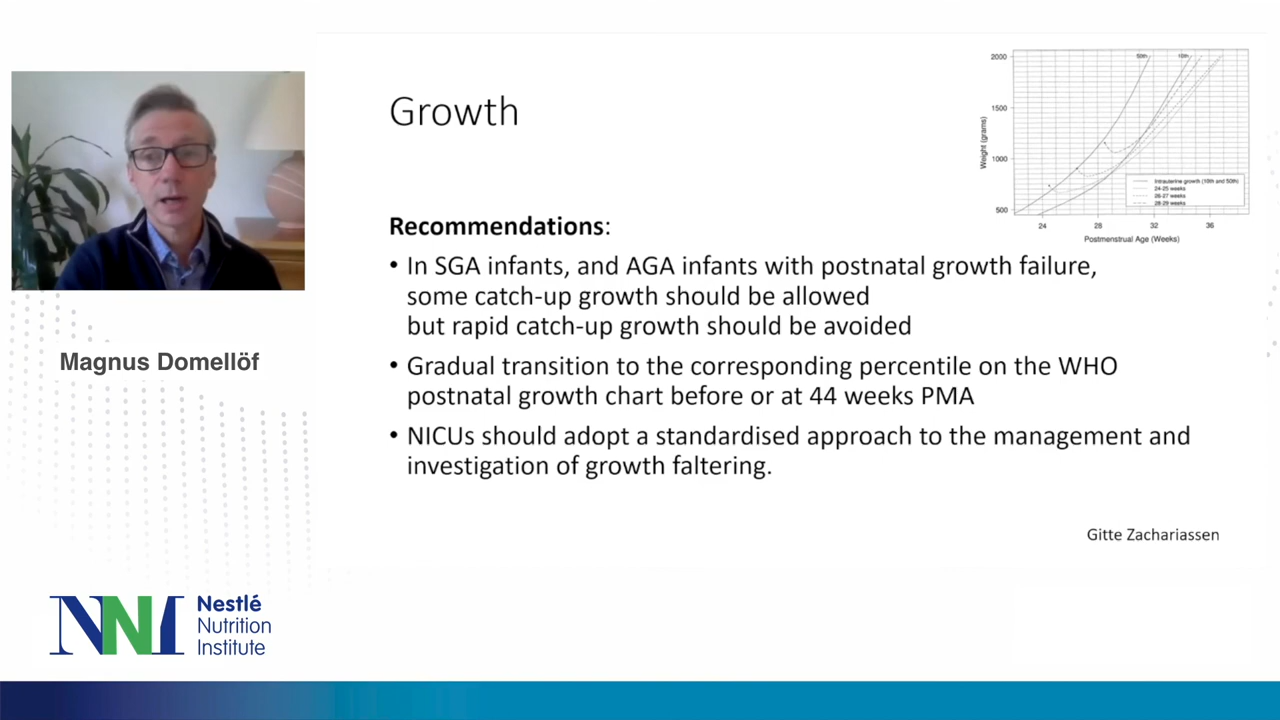 Growth
2000
1500
1000
500
Weight (grams)
50th
10th
Intrauterine growth (10th and 50th)
24-25 weeks
26-27 weeks
28-29 weeks
24
28
32
36
Postmenstrual Age (Weeks)
Recommendations:
• In SGA infants, and AGA infants with postnatal growth failure,
some catch-up growth should be allowed
but rapid catch-up growth should be avoided
• Gradual transition to the corresponding percentile on the WHO
postnatal growth chart before or at 44 weeks PMA
• NICUs should adopt a standardised approach to the management and
investigation of growth faltering.
Gitte Zachariassen
Magnus Domellöf
NNI
Nestlé
Nutrition
Institute